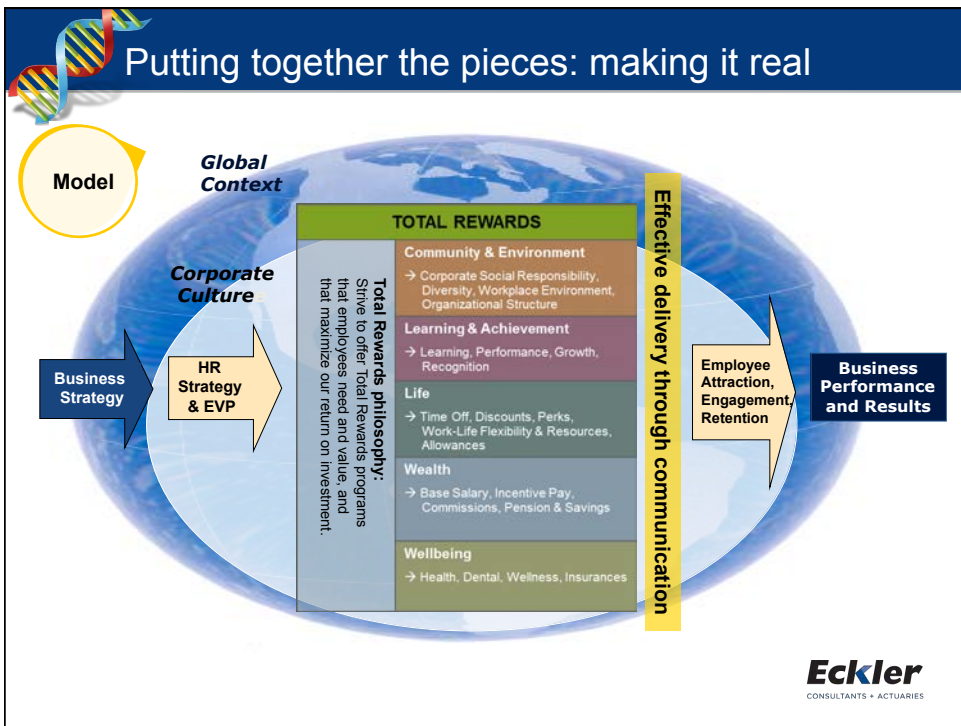 Putting together the pieces: making it real
Model
Global
Context
Corporate
Culture
Business
Strategy
HR
Strategy
& EVP
TOTAL REWARDS
Total Rewards philosophy:
Strive to offer Total Rewards programs
that employees need and value, and
that maximize our return on investment.
Community & Environment
→ Corporate Social Responsibility,
Diversity, Workplace Environment,
Organizational Structure
Learning & Achievement
→ Learning, Performance, Growth,
Recognition
Life
→ Time Off, Discounts, Perks,
Work-Life Flexibility & Resources,
Allowances
Wealth
→ Base Salary, Incentive Pay,
Commissions, Pension & Savings
Wellbeing
→ Health, Dental, Wellness, Insurances
Effective delivery through communication
Employee
Attraction,
Engagement,
Retention
Business
Performance
and Results
Eckler
CONSULTANTS + ACTUARIES